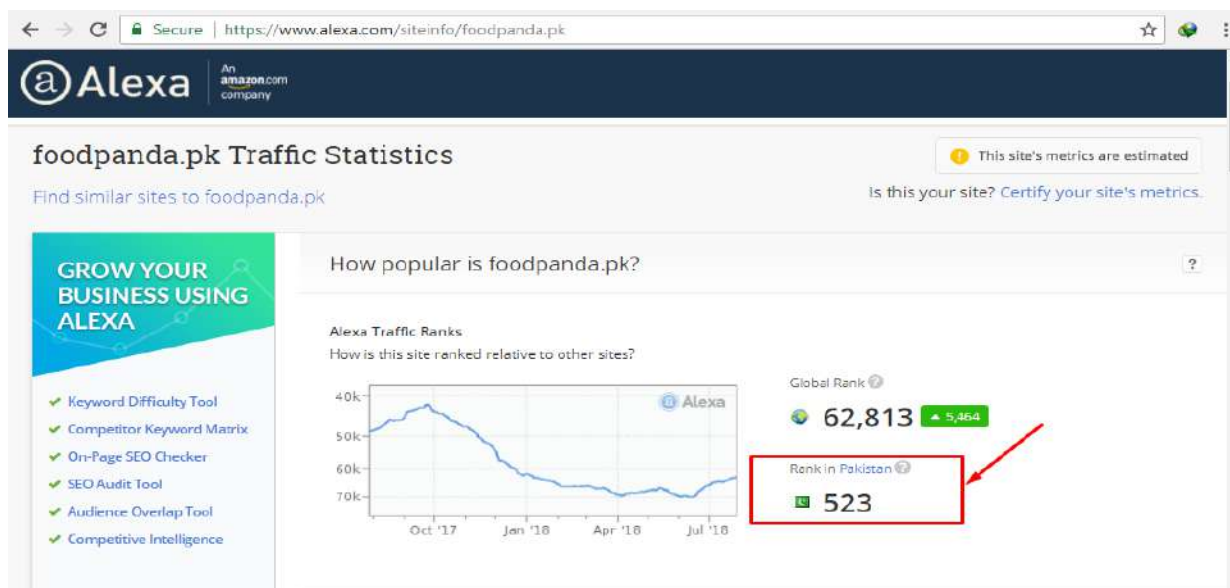 Secure | https://www.alexa.com/siteinfo/foodpanda.pk
a Alexa
An
amazon.com
company
foodpanda.pk Traffic Statistics
This site's metrics are estimated
Find similar sites to foodpanda.pk
Is this your site? Certify your site's metrics.
GROW YOUR
BUSINESS USING
ALEXA
Keyword Difficulty Tool
Competitor Keyword Matrix
On-Page SEO Checker
SEO Audit Tool
Audience Overlap Tool
Competitive Intelligence
How popular is foodpanda.pk?
?
Alexa Traffic Ranks
How is this site ranked relative to other sites?
40k
50k
60k
70k
a Alexa
Oct '17 Jan '18 Apr '18 Jul '18
Global Rank ?
62,813 5,464
Rank in Pakistan ?
523